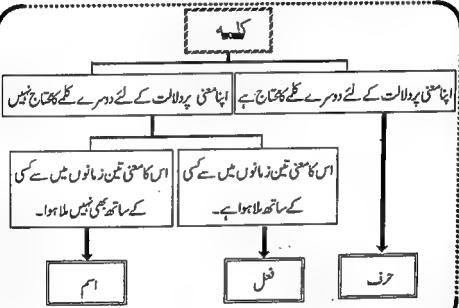 کلمہ
اپنا معنی پر دلالت کے لئے دوسرے کلمے کا محتاج ہے
اپنا معنی پر دلالت کے لئے دوسرے کلمے کا محتاج نہیں
اس کا معنی تین زمانوں میں سے کسی
کے ساتھ ملا ہوا ہے۔
اس کا معنی تین زمانوں میں سے کسی
کے ساتھ بھی نہیں ملا ہوا۔
حرف
فعل
اسم